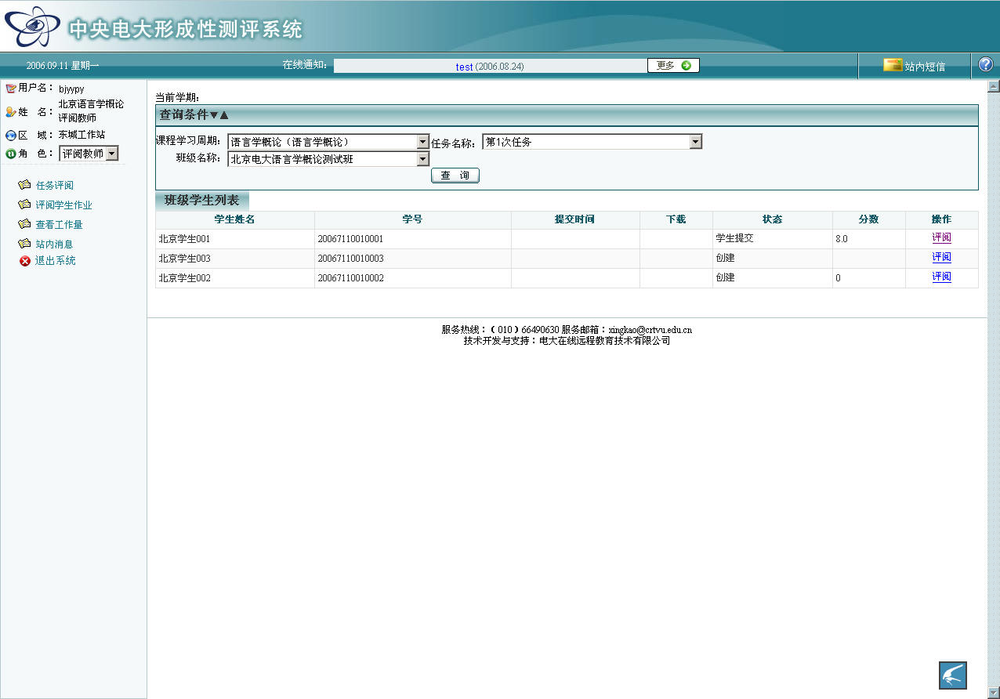 中央电大形成性测评系统
2006.09.11 星期一
在线通知：
test (2006.08.24)
更多
站内短信
用户名： bjyypy
姓 名： 北京语言学概论
评阅教师
区 域： 东城工作站
角 色： 评阅教师
任务评阅
评阅学生作业
查看工作量
站内消息
退出系统
当前学期:
查询条件▼▲
课程学习周期： 语言学概论（语言学概论） 任务名称： 第1次任务
班级名称： 北京电大语言学概论测试班
查 询
班级学生列表
学生姓名 学号 提交时间 下载 状态 分数 操作
北京学生001 20067110010001 学生提交 8.0 评阅
北京学生003 20067110010003 创建 评阅
北京学生002 20067110010002 创建 0 评阅
服务热线：（010）66490630 服务邮箱：xingkao@crtvu.edu.cn
技术开发与支持：电大在线远程教育技术有限公司